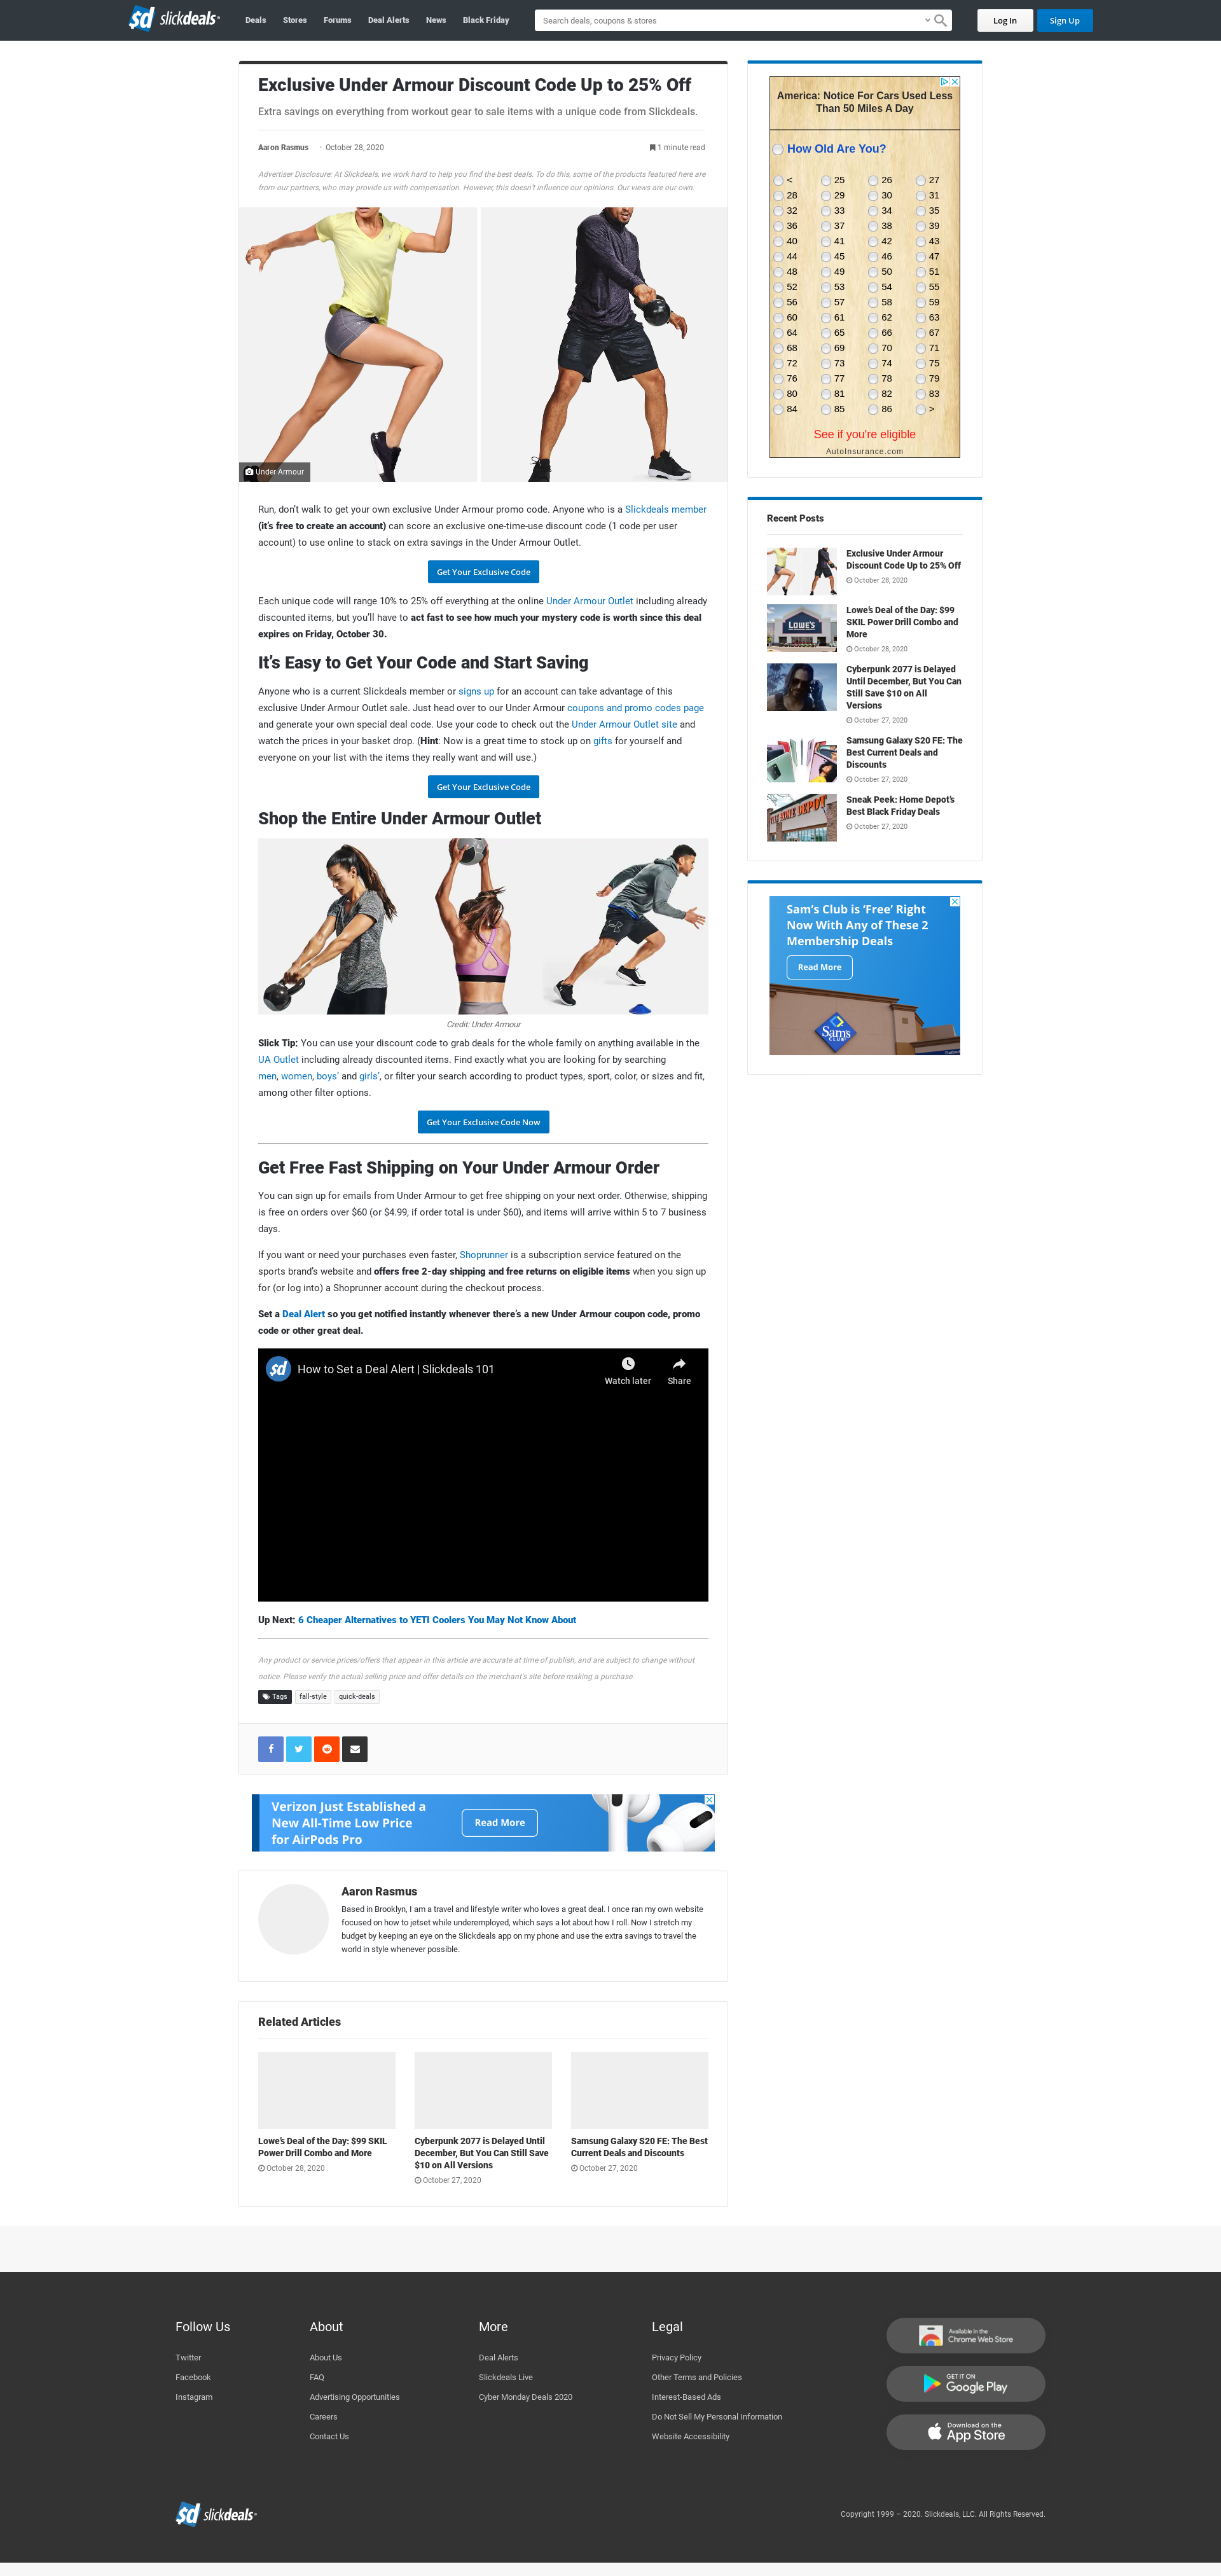 slickdeals
Deals Stores Forums Deal Alerts News Black Friday
Search deals, coupons & stores
Log In Sign Up
Exclusive Under Armour Discount Code Up to 25% Off
Extra savings on everything from workout gear to sale items with a unique code from Slickdeals.
Aaron Rasmus · October 28, 2020
1 minute read
Advertiser Disclosure: At Slickdeals, we work hard to help you find the best deals. To do this, some of the products featured here are
from our partners, who may provide us with compensation. However, this doesn't influence our opinions. Our views are our own.
Under Armour
Run, don’t walk to get your own exclusive Under Armour promo code. Anyone who is a Slickdeals member
(it’s free to create an account) can score an exclusive one-time-use discount code (1 code per user
account) to use online to stack on extra savings in the Under Armour Outlet.
Get Your Exclusive Code
Each unique code will range 10% to 25% off everything at the online Under Armour Outlet including already
discounted items, but you’ll have to act fast to see how much your mystery code is worth since this deal
expires on Friday, October 30.
It’s Easy to Get Your Code and Start Saving
Anyone who is a current Slickdeals member or signs up for an account can take advantage of this
exclusive Under Armour Outlet sale. Just head over to our Under Armour coupons and promo codes page
and generate your own special deal code. Use your code to check out the Under Armour Outlet site and
watch the prices in your basket drop. (Hint: Now is a great time to stock up on gifts for yourself and
everyone on your list with the items they really want and will use.)
Get Your Exclusive Code
Shop the Entire Under Armour Outlet
Credit: Under Armour
Slick Tip: You can use your discount code to grab deals for the whole family on anything available in the
UA Outlet including already discounted items. Find exactly what you are looking for by searching
men, women, boys’ and girls’, or filter your search according to product types, sport, color, or sizes and fit,
among other filter options.
Get Your Exclusive Code Now
Get Free Fast Shipping on Your Under Armour Order
You can sign up for emails from Under Armour to get free shipping on your next order. Otherwise, shipping
is free on orders over $60 (or $4.99, if order total is under $60), and items will arrive within 5 to 7 business
days.
If you want or need your purchases even faster, Shoprunner is a subscription service featured on the
sports brand’s website and offers free 2-day shipping and free returns on eligible items when you sign up
for (or log into) a Shoprunner account during the checkout process.
Set a Deal Alert so you get notified instantly whenever there’s a new Under Armour coupon code, promo
code or other great deal.
How to Set a Deal Alert | Slickdeals 101
Watch later Share
Up Next: 6 Cheaper Alternatives to YETI Coolers You May Not Know About
Any product or service prices/offers that appear in this article are accurate at time of publish, and are subject to change without
notice. Please verify the actual selling price and offer details on the merchant’s site before making a purchase.
Tags fall-style quick-deals
Verizon Just Established a
New All-Time Low Price
for AirPods Pro
Read More
Aaron Rasmus
Based in Brooklyn, I am a travel and lifestyle writer who loves a great deal. I once ran my own website
focused on how to jetset while underemployed, which says a lot about how I roll. Now I stretch my
budget by keeping an eye on the Slickdeals app on my phone and use the extra savings to travel the
world in style whenever possible.
Related Articles
Lowe’s Deal of the Day: $99 SKIL
Power Drill Combo and More
October 28, 2020
Cyberpunk 2077 is Delayed Until
December, But You Can Still Save
$10 on All Versions
October 27, 2020
Samsung Galaxy S20 FE: The Best
Current Deals and Discounts
October 27, 2020
America: Notice For Cars Used Less
Than 50 Miles A Day
How Old Are You?
< 25 26 27
28 29 30 31
32 33 34 35
36 37 38 39
40 41 42 43
44 45 46 47
48 49 50 51
52 53 54 55
56 57 58 59
60 61 62 63
64 65 66 67
68 69 70 71
72 73 74 75
76 77 78 79
80 81 82 83
84 85 86 >
See if you're eligible
AutoInsurance.com
Recent Posts
Exclusive Under Armour
Discount Code Up to 25% Off
October 28, 2020
LOWE'S
Lowe’s Deal of the Day: $99
SKIL Power Drill Combo and
More
October 28, 2020
Cyberpunk 2077 is Delayed
Until December, But You Can
Still Save $10 on All
Versions
October 27, 2020
Samsung Galaxy S20 FE: The
Best Current Deals and
Discounts
October 27, 2020
THE HOME DEPOT
Sneak Peek: Home Depot’s
Best Black Friday Deals
October 27, 2020
Sam’s Club is ‘Free’ Right
Now With Any of These 2
Membership Deals
Read More
Sam's
CLUB
Follow Us
Twitter
Facebook
Instagram
About
About Us
FAQ
Advertising Opportunities
Careers
Contact Us
More
Deal Alerts
Slickdeals Live
Cyber Monday Deals 2020
Legal
Privacy Policy
Other Terms and Policies
Interest-Based Ads
Do Not Sell My Personal Information
Website Accessibility
Available in the
Chrome Web Store
GET IT ON
Google Play
Download on the
App Store
slickdeals
Copyright 1999 – 2020. Slickdeals, LLC. All Rights Reserved.